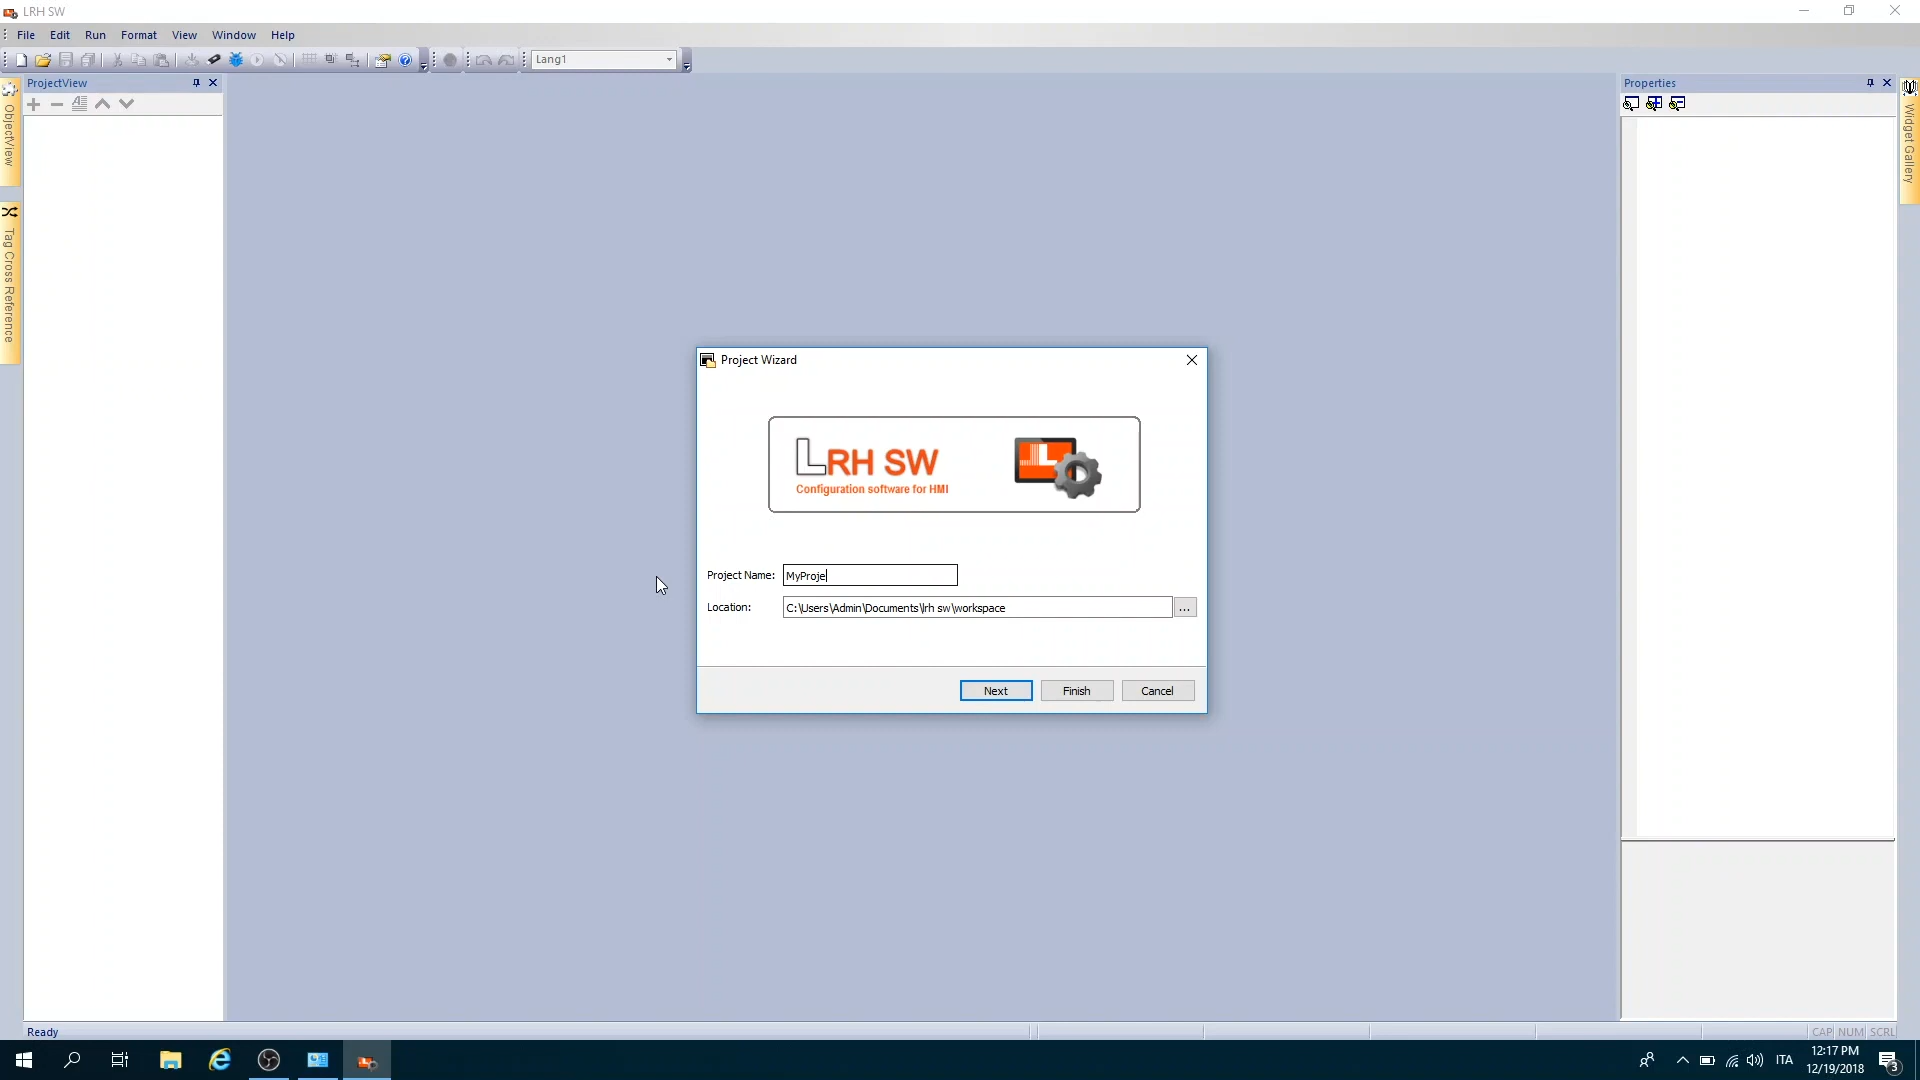 LRH SW
File Edit Run Format View Window Help
Lang1
ProjectView
Properties
ObjectView
Tag Cross Reference
Widget Gallery
Project Wizard
LRH SW
Configuration software for HMI
Project Name: MyProje
Location: C:\Users\Admin\Documents\lrh sw\workspace ...
Next Finish Cancel
Ready
CAP NUM SCRL
ITA
12:17 PM
12/19/2018
3